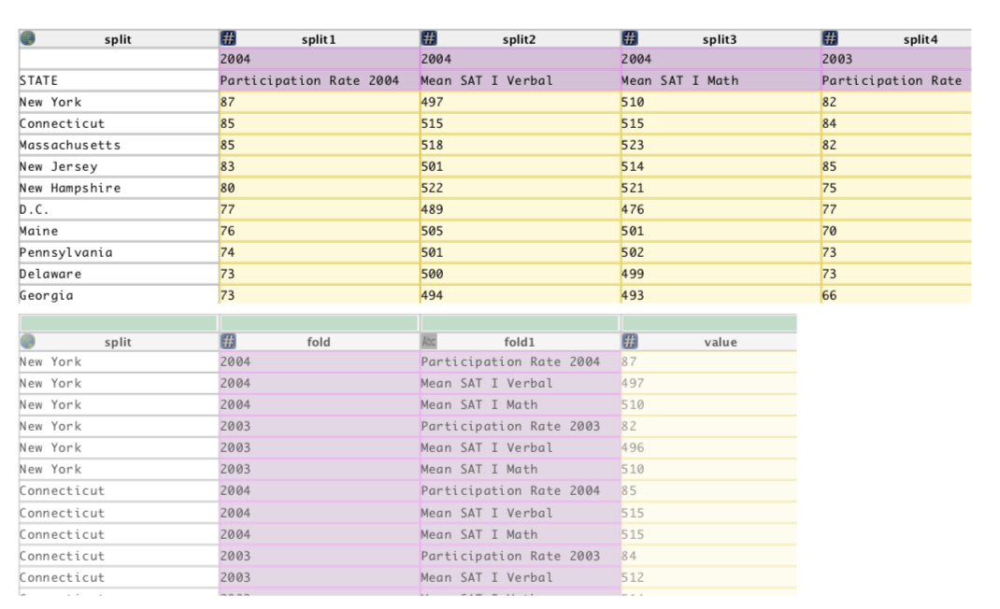 split # split1 # split2 # split3 # split4
2004 2004 2004 2003
STATE Participation Rate 2004 Mean SAT I Verbal Mean SAT I Math Participation Rate
New York 87 497 510 82
Connecticut 85 515 515 84
Massachusetts 85 518 523 82
New Jersey 83 501 514 85
New Hampshire 80 522 521 75
D.C. 77 489 476 77
Maine 76 505 501 70
Pennsylvania 74 501 502 73
Delaware 73 500 499 73
Georgia 73 494 493 66
split # fold Abc fold1 # value
New York 2004 Participation Rate 2004 87
New York 2004 Mean SAT I Verbal 497
New York 2004 Mean SAT I Math 510
New York 2003 Participation Rate 2003 82
New York 2003 Mean SAT I Verbal 496
New York 2003 Mean SAT I Math 510
Connecticut 2004 Participation Rate 2004 85
Connecticut 2004 Mean SAT I Verbal 515
Connecticut 2004 Mean SAT I Math 515
Connecticut 2003 Participation Rate 2003 84
Connecticut 2003 Mean SAT I Verbal 512